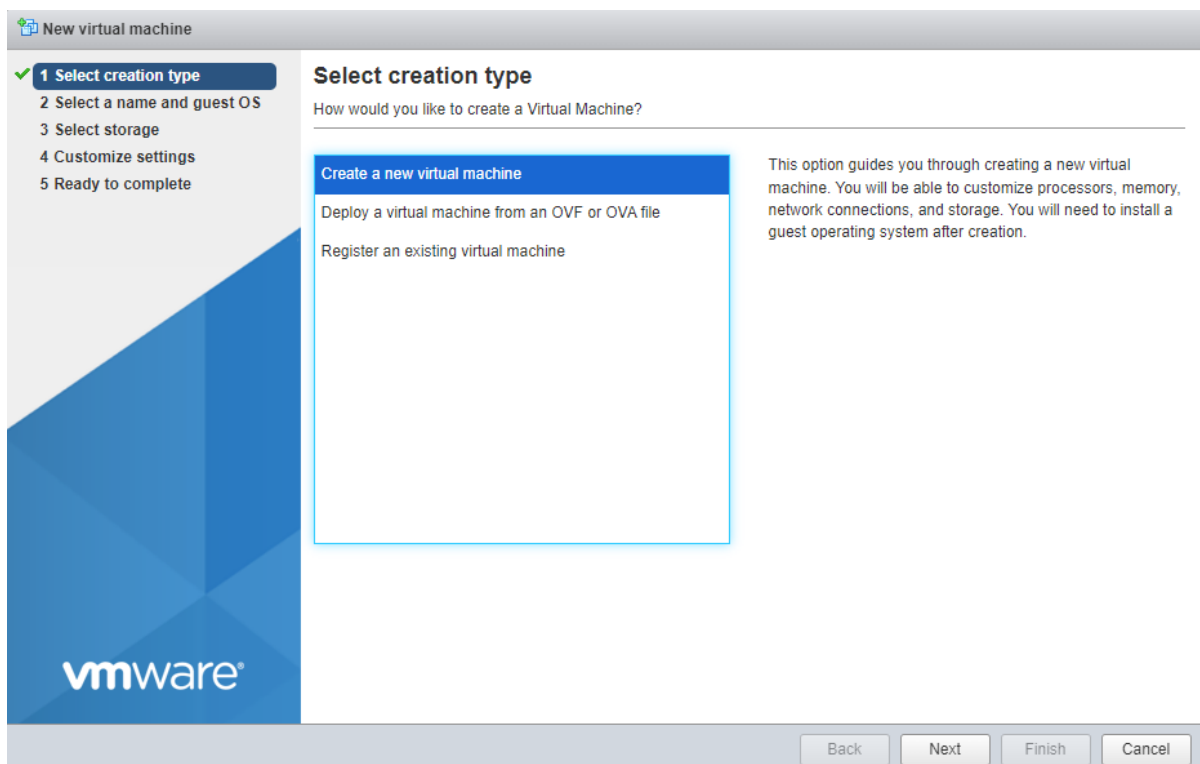 New virtual machine
1 Select creation type
2 Select a name and guest OS
3 Select storage
4 Customize settings
5 Ready to complete
Select creation type
How would you like to create a Virtual Machine?
Create a new virtual machine
Deploy a virtual machine from an OVF or OVA file
Register an existing virtual machine
This option guides you through creating a new virtual
machine. You will be able to customize processors, memory,
network connections, and storage. You will need to install a
guest operating system after creation.
vmware®
Back Next Finish Cancel